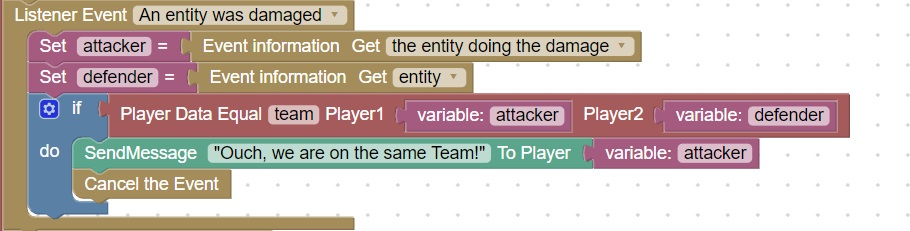 Listener Event An entity was damaged
Set attacker = Event information Get the entity doing the damage
Set defender = Event information Get entity
if Player Data Equal team Player1 variable: attacker Player2 variable: defender
do SendMessage "Ouch, we are on the same Team!" To Player variable: attacker
Cancel the Event